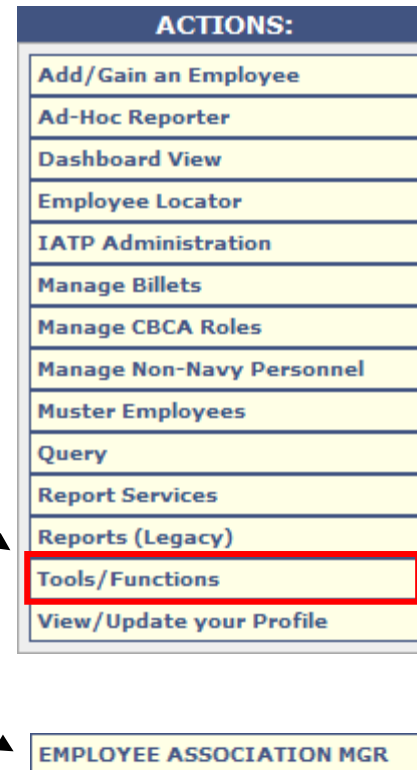 ACTIONS:
Add/Gain an Employee
Ad-Hoc Reporter
Dashboard View
Employee Locator
IATP Administration
Manage Billets
Manage CBCA Roles
Manage Non-Navy Personnel
Muster Employees
Query
Report Services
Reports (Legacy)
Tools/Functions
View/Update your Profile
EMPLOYEE ASSOCIATION MGR